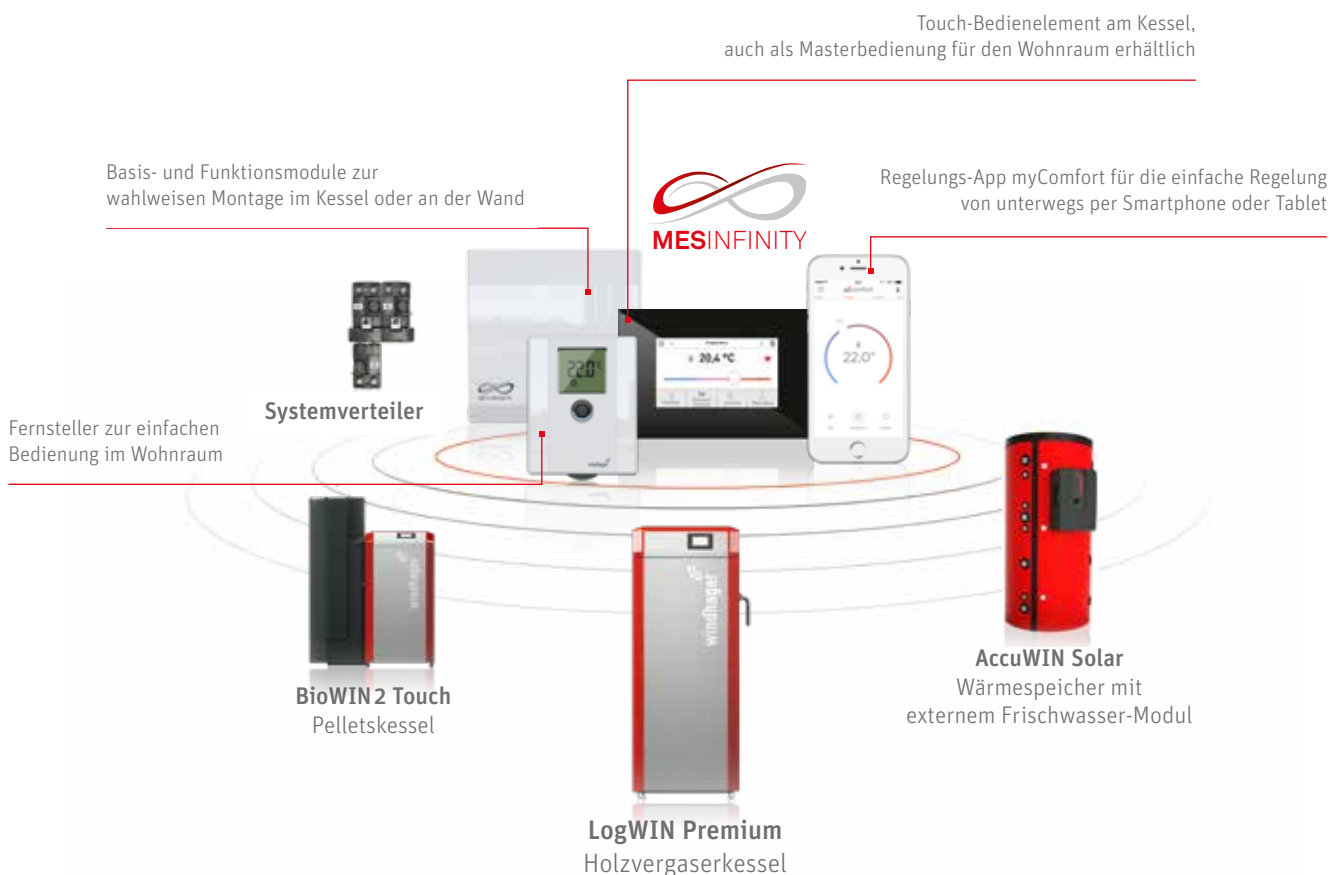 Touch-Bedienelement am Kessel,
auch als Masterbedienung für den Wohnraum erhältlich
Basis- und Funktionsmodule zur
wahlweisen Montage im Kessel oder an der Wand
MESINFINITY
Regelungs-App myComfort für die einfache Regelung
von unterwegs per Smartphone oder Tablet
20,4 °C
22.0°C
22.0°
windhager
Systemverteiler
Fernsteller zur einfachen
Bedienung im Wohnraum
windhager
windhager
BioWIN 2 Touch
Pelletskessel
AccuWIN Solar
Wärmespeicher mit
externem Frischwasser-Modul
LogWIN Premium
Holzvergaserkessel